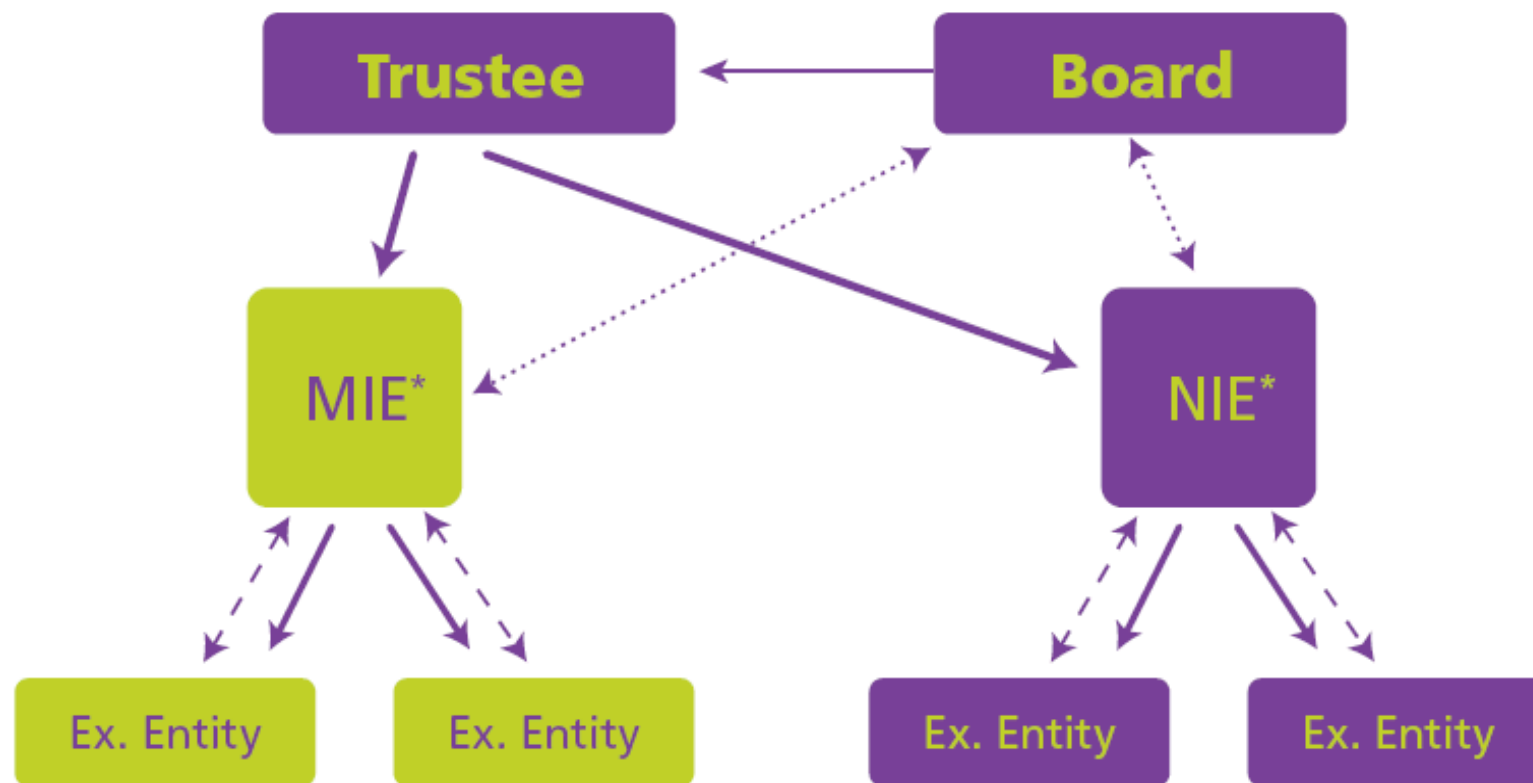 Trustee
Board
MIE*
NIE*
Ex. Entity
Ex. Entity
Ex. Entity
Ex. Entity